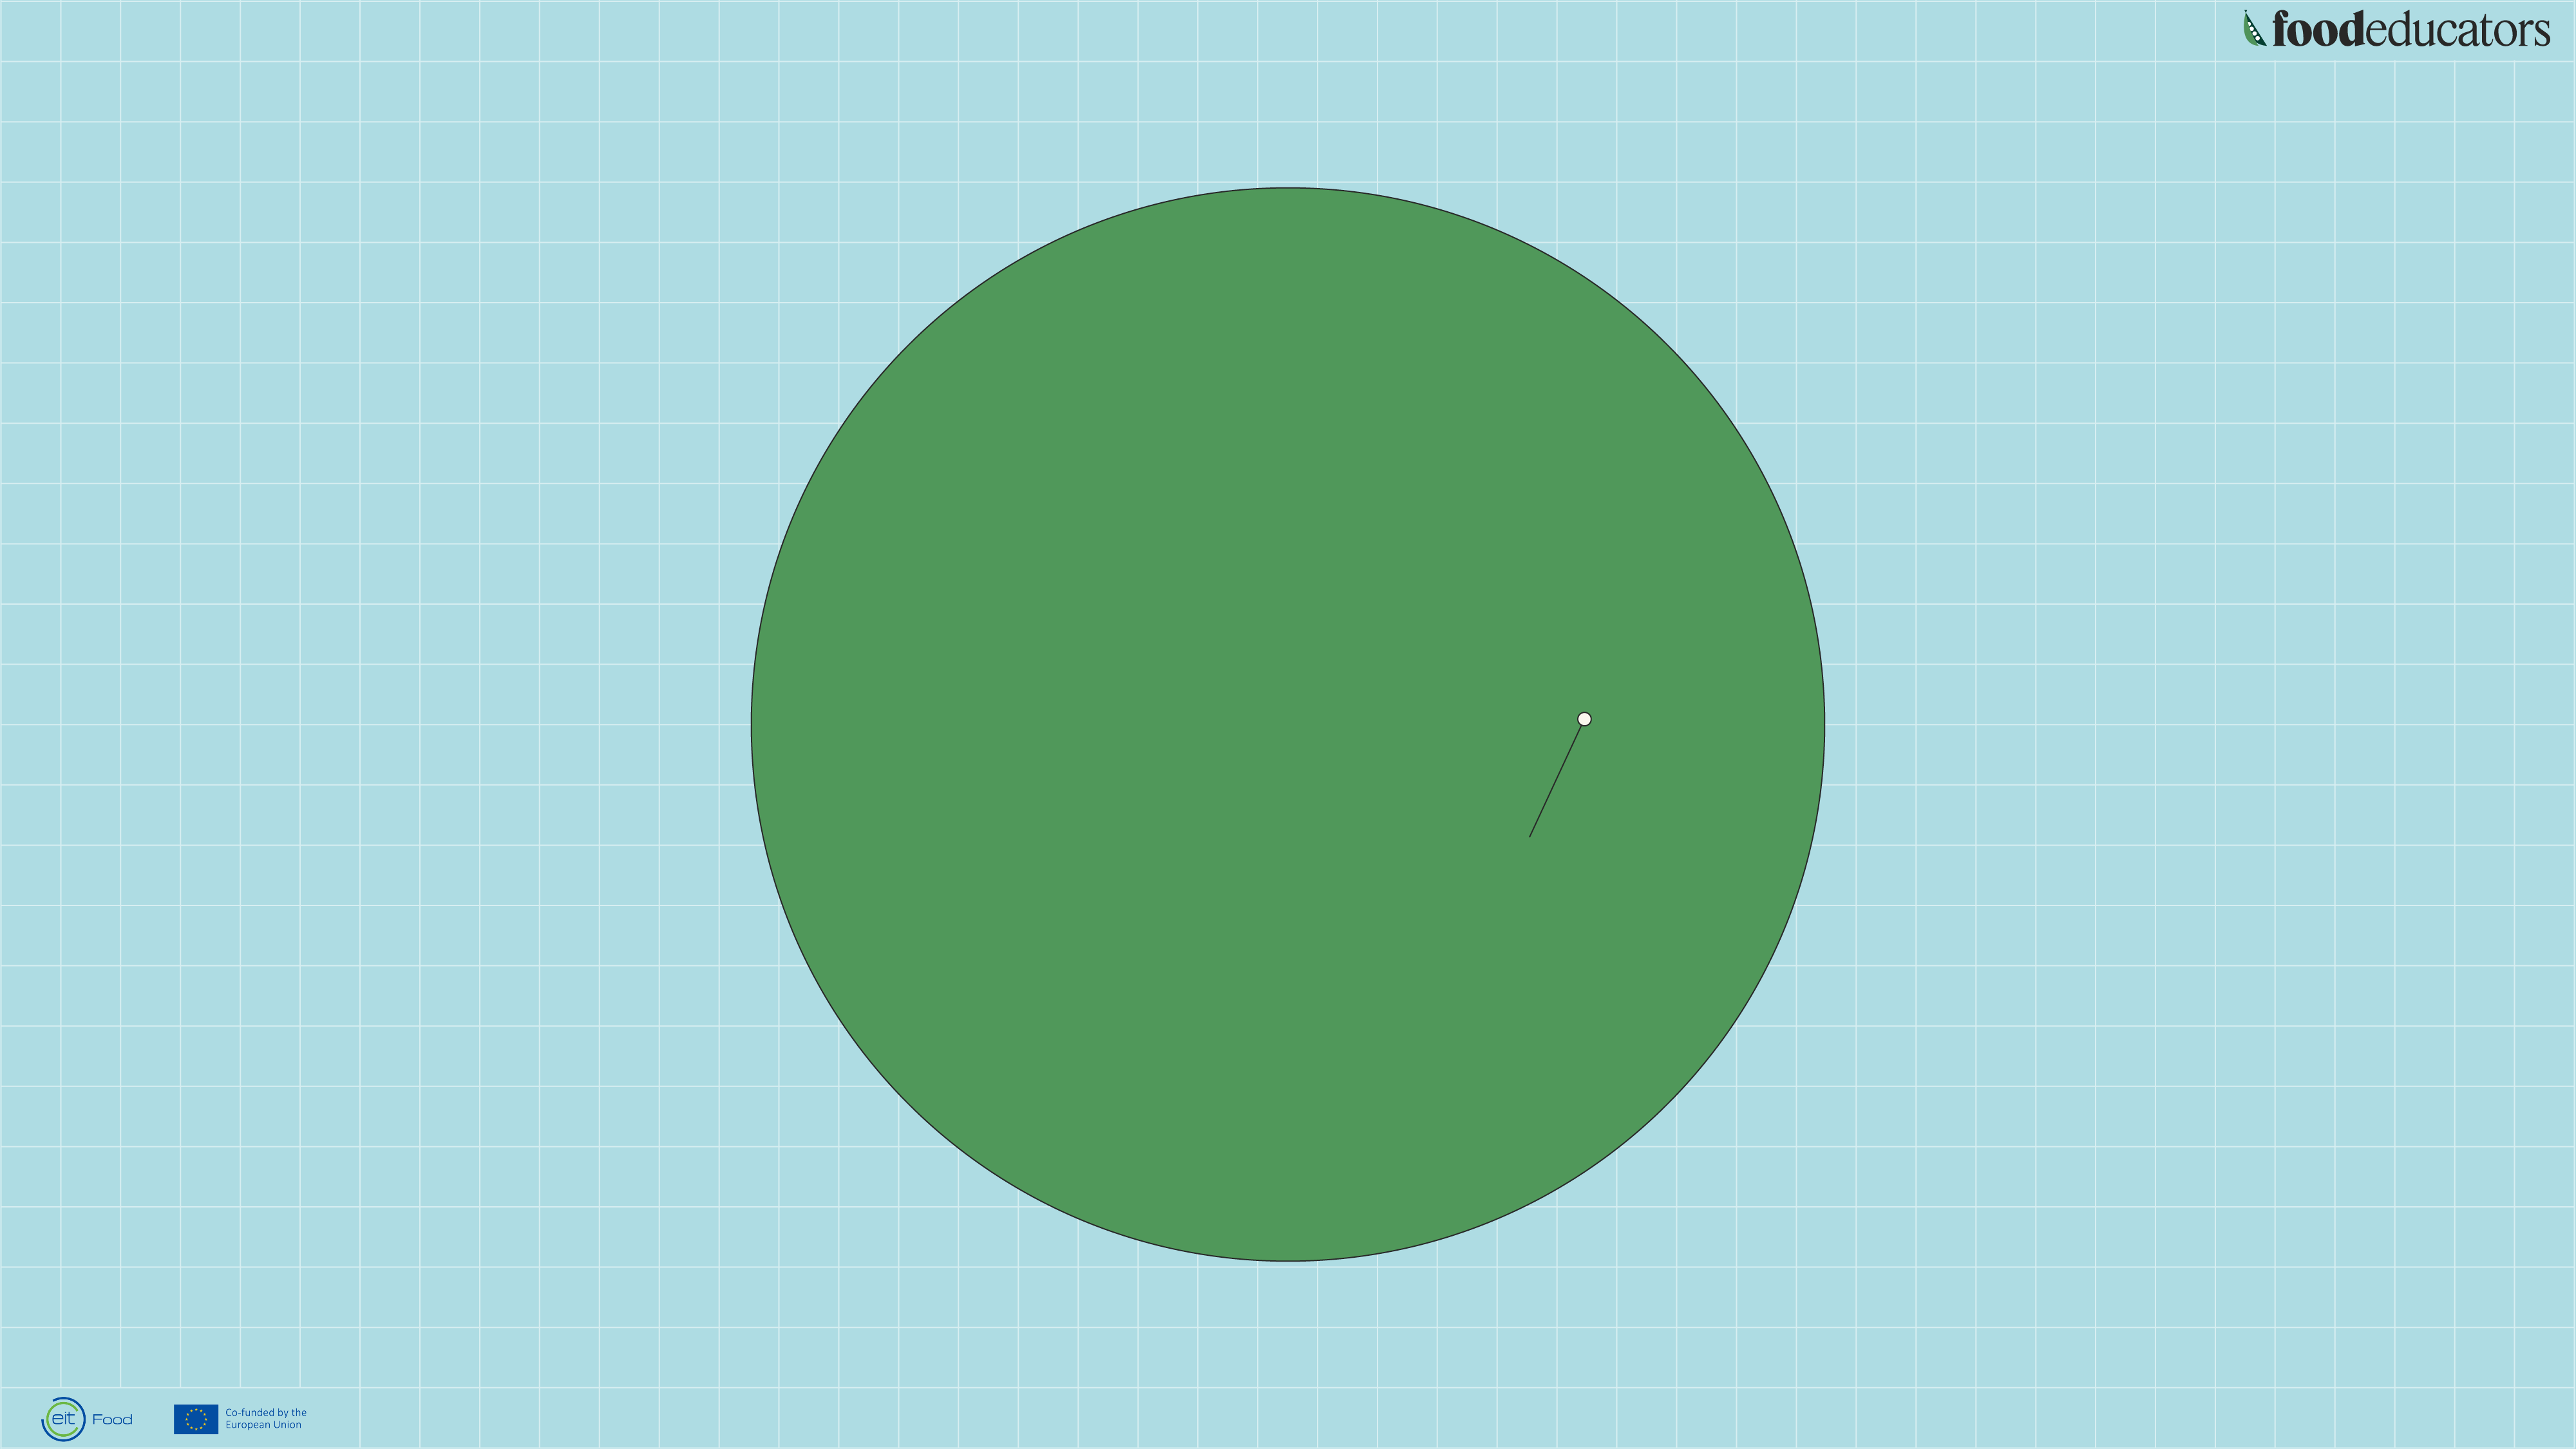 foodeducators
eit Food
Co-funded by the
European Union